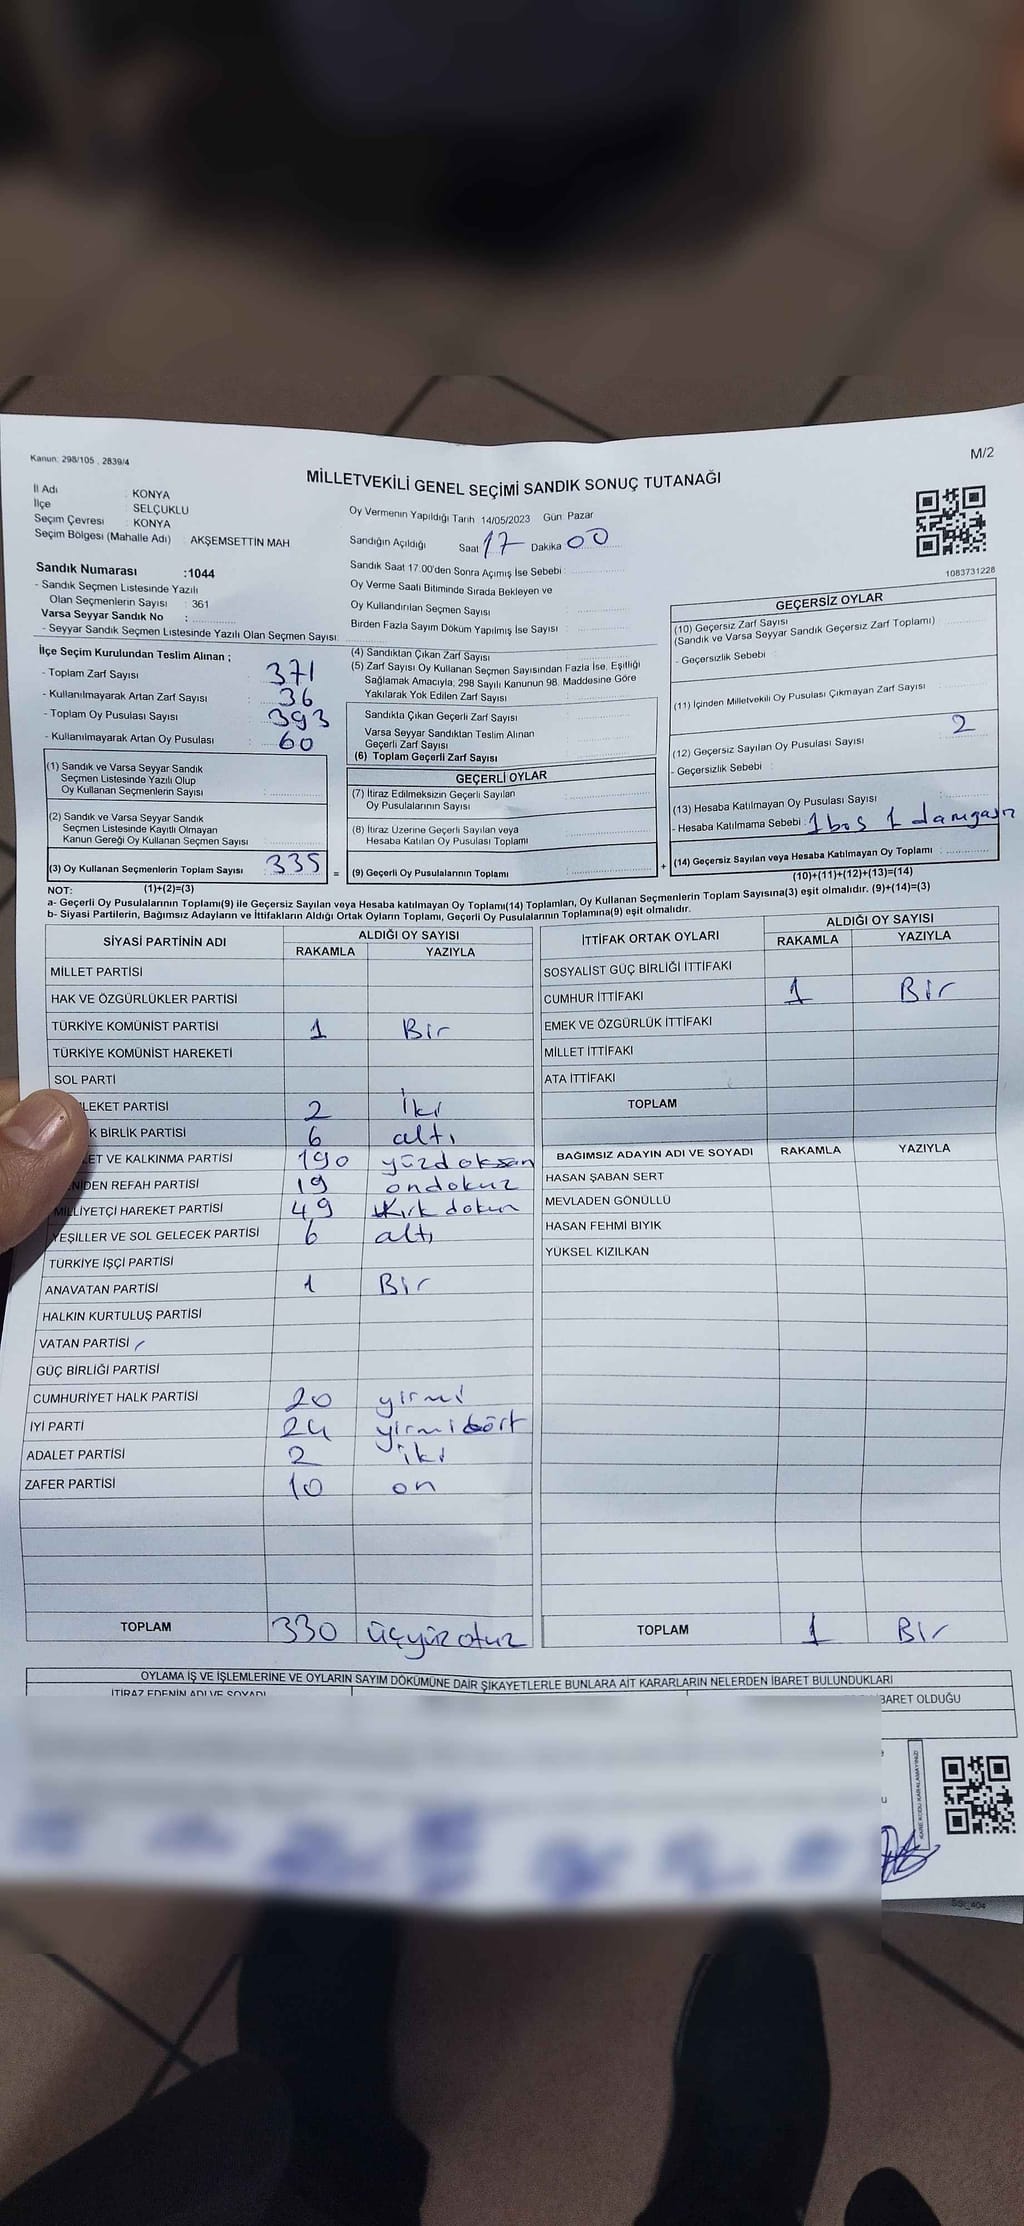 Kanun: 298/105 , 2839/4
M/2
MİLLETVEKİLİ GENEL SEÇİMİ SANDIK SONUÇ TUTANAĞI
İl Adı : KONYA
İlçe : SELÇUKLU
Seçim Çevresi : KONYA
Seçim Bölgesi (Mahalle Adı) : AKŞEMSETTİN MAH
Sandık Numarası :1044
- Sandık Seçmen Listesinde Yazılı
Olan Seçmenlerin Sayısı : 361
Varsa Seyyar Sandık No :
- Seyyar Sandık Seçmen Listesinde Yazılı Olan Seçmen Sayısı:
Oy Vermenin Yapıldığı Tarih 14/05/2023 Gün Pazar
Sandığın Açıldığı Saat 17 Dakika 00
Sandık Saat 17.00'den Sonra Açımış İse Sebebi :
Oy Verme Saati Bitiminde Sırada Bekleyen ve
Oy Kullandırılan Seçmen Sayısı
Birden Fazla Sayım Döküm Yapılmış İse Sayısı
1083731228
İlçe Seçim Kurulundan Teslim Alınan ;
- Toplam Zarf Sayısı : 371
- Kullanılmayarak Artan Zarf Sayısı : 36
- Toplam Oy Pusulası Sayısı : 393
- Kullanılmayarak Artan Oy Pusulası : 60
(1) Sandık ve Varsa Seyyar Sandık
Seçmen Listesinde Yazılı Olup
Oy Kullanan Seçmenlerin Sayısı
(2) Sandık ve Varsa Seyyar Sandık
Seçmen Listesinde Kayıtlı Olmayan
Kanun Gereği Oy Kullanan Seçmen Sayısı
(3) Oy Kullanan Seçmenlerin Toplam Sayısı 335
(1)+(2)=(3)
(4) Sandıktan Çıkan Zarf Sayısı
(5) Zarf Sayısı Oy Kullanan Seçmen Sayısından Fazla İse, Eşitliği
Sağlamak Amacıyla; 298 Sayılı Kanunun 98. Maddesine Göre
Yakılarak Yok Edilen Zarf Sayısı
Sandıkta Çıkan Geçerli Zarf Sayısı
Varsa Seyyar Sandıktan Teslim Alınan
Geçerli Zarf Sayısı
(6) Toplam Geçerli Zarf Sayısı
GEÇERLİ OYLAR
(7) İtiraz Edilmeksizin Geçerli Sayılan
Oy Pusulalarının Sayısı
(8) İtiraz Üzerine Geçerli Sayılan veya
Hesaba Katılan Oy Pusulası Toplamı
= (9) Geçerli Oy Pusulalarının Toplamı +
GEÇERSİZ OYLAR
(10) Geçersiz Zarf Sayısı
(Sandık ve Varsa Seyyar Sandık Geçersiz Zarf Toplamı)
- Geçersizlik Sebebi :
(11) İçinden Milletvekili Oy Pusulası Çıkmayan Zarf Sayısı
(12) Geçersiz Sayılan Oy Pusulası Sayısı 2
- Geçersizlik Sebebi :
(13) Hesaba Katılmayan Oy Pusulası Sayısı
- Hesaba Katılmama Sebebi : 1 boş 1 damgasız
(14) Geçersiz Sayılan veya Hesaba Katılmayan Oy Toplamı
(10)+(11)+(12)+(13)=(14)
NOT:
a- Geçerli Oy Pusulalarının Toplamı(9) ile Geçersiz Sayılan veya Hesaba katılmayan Oy Toplamı(14) Toplamları, Oy Kullanan Seçmenlerin Toplam Sayısına(3) eşit olmalıdır. (9)+(14)=(3)
b- Siyasi Partilerin, Bağımsız Adayların ve İttifakların Aldığı Ortak Oyların Toplamı, Geçerli Oy Pusulalarının Toplamına(9) eşit olmalıdır.
SİYASİ PARTİNİN ADI ALDIĞI OY SAYISI
RAKAMLA YAZIYLA
MİLLET PARTİSİ
HAK VE ÖZGÜRLÜKLER PARTİSİ
TÜRKİYE KOMÜNİST PARTİSİ 1 Bir
TÜRKİYE KOMÜNİST HAREKETİ
SOL PARTİ
LEKET PARTİSİ 2 İki
K BİRLİK PARTİSİ 6 altı
ET VE KALKINMA PARTİSİ 190 yüzdoksan
NİDEN REFAH PARTİSİ 19 ondokuz
MİLLİYETÇİ HAREKET PARTİSİ 49 Kırk dokuz
YEŞİLLER VE SOL GELECEK PARTİSİ 6 altı
TÜRKİYE İŞÇİ PARTİSİ
ANAVATAN PARTİSİ 1 Bir
HALKIN KURTULUŞ PARTİSİ
VATAN PARTİSİ
GÜÇ BİRLİĞİ PARTİSİ
CUMHURİYET HALK PARTİSİ 20 yirmi
İYİ PARTİ 24 yirmidört
ADALET PARTİSİ 2 iki
ZAFER PARTİSİ 10 on
TOPLAM 330 üçyüz otuz
İTTİFAK ORTAK OYLARI ALDIĞI OY SAYISI
RAKAMLA YAZIYLA
SOSYALİST GÜÇ BİRLİĞİ İTTİFAKI
CUMHUR İTTİFAKI 1 Bir
EMEK VE ÖZGÜRLÜK İTTİFAKI
MİLLET İTTİFAKI
ATA İTTİFAKI
TOPLAM
BAĞIMSIZ ADAYIN ADI VE SOYADI RAKAMLA YAZIYLA
HASAN ŞABAN SERT
MEVLADEN GÖNÜLLÜ
HASAN FEHMİ BIYIK
YÜKSEL KIZILKAN
TOPLAM 1 Bir
OYLAMA İŞ VE İŞLEMLERİNE VE OYLARIN SAYIM DÖKÜMÜNE DAİR ŞİKAYETLERLE BUNLARA AİT KARARLARIN NELERDEN İBARET BULUNDUKLARI
İTİRAZ EDENİN ADI VE SOYADI
BARET OLDUĞU
KARE KODU KARALAMAYINIZ!